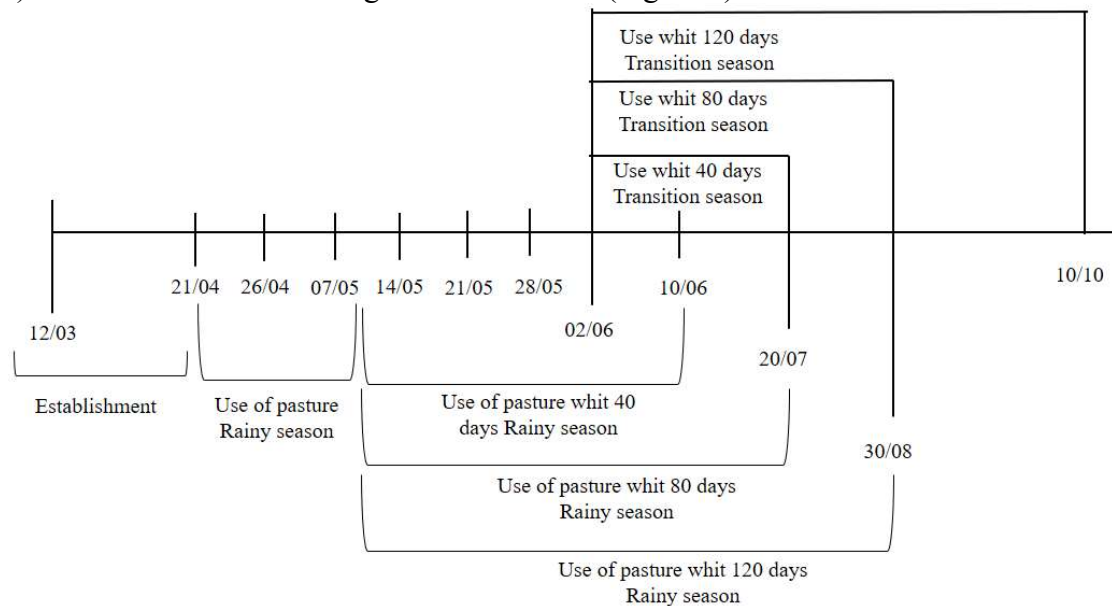 Use whit 120 days
Transition season
Use whit 80 days
Transition season
Use whit 40 days
Transition season
21/04
26/04
07/05
14/05
21/05
28/05
10/06
10/10
12/03
02/06
20/07
Establishment
Use of pasture
Rainy season
Use of pasture whit 40
days Rainy season
30/08
Use of pasture whit 80 days
Rainy season
Use of pasture whit 120 days
Rainy season